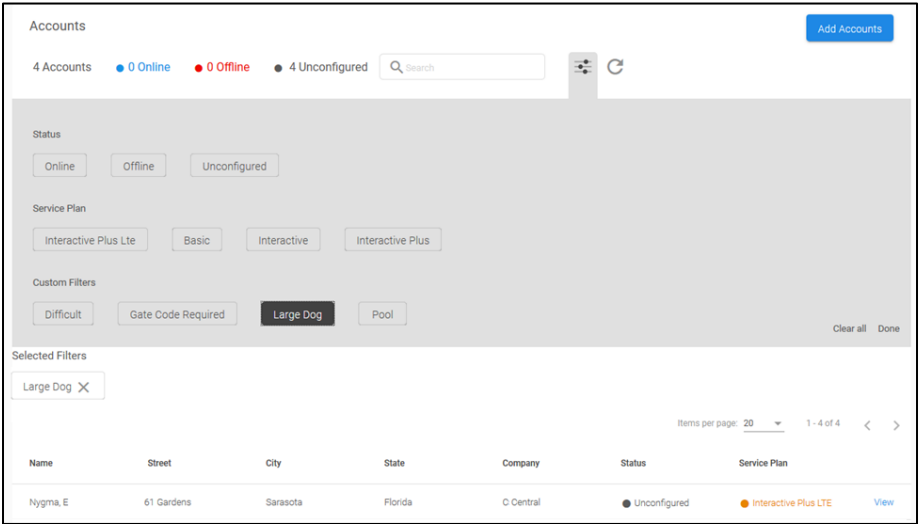 Accounts
Add Accounts
4 Accounts 0 Online 0 Offline 4 Unconfigured Search
Status
Online Offline Unconfigured
Service Plan
Interactive Plus Lte Basic Interactive Interactive Plus
Custom Filters
Difficult Gate Code Required Large Dog Pool
Clear all Done
Selected Filters
Large Dog
Items per page: 20 1 - 4 of 4
Name Street City State Company Status Service Plan
Nygma, E 61 Gardens Sarasota Florida C Central Unconfigured Interactive Plus LTE View